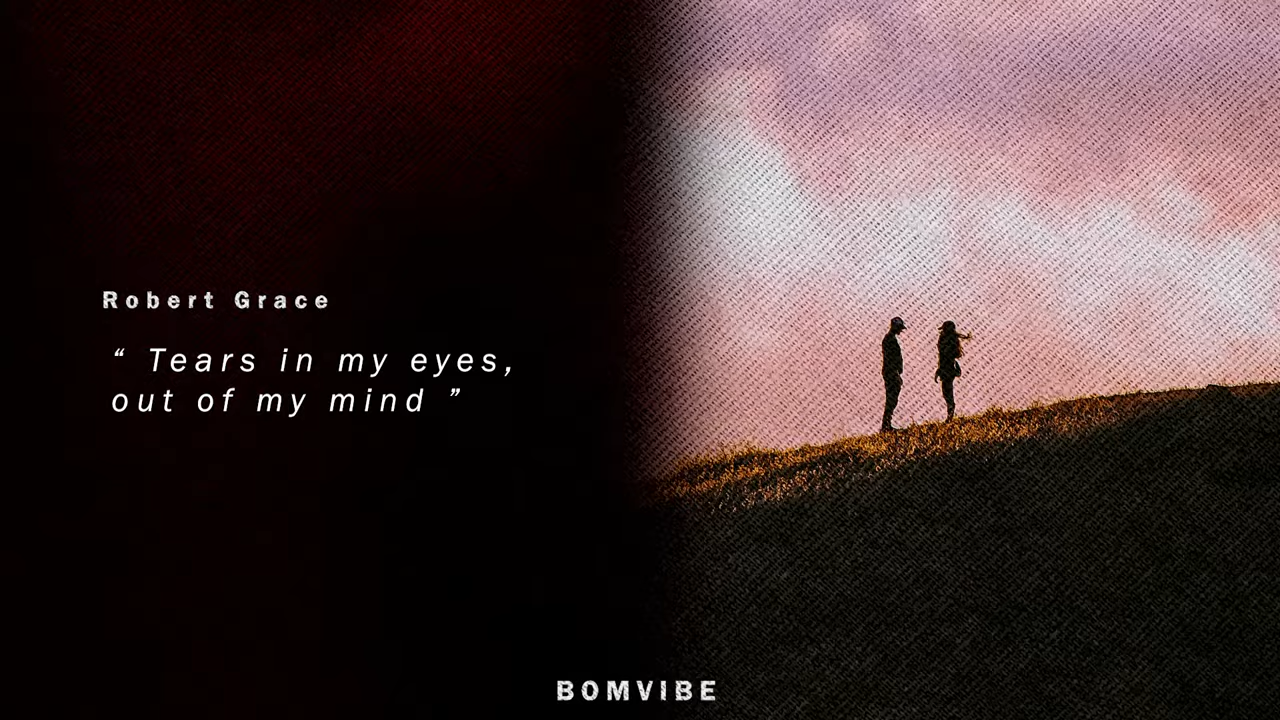 Robert Grace
“ Tears in my eyes,
out of my mind ”
BOMVIBE